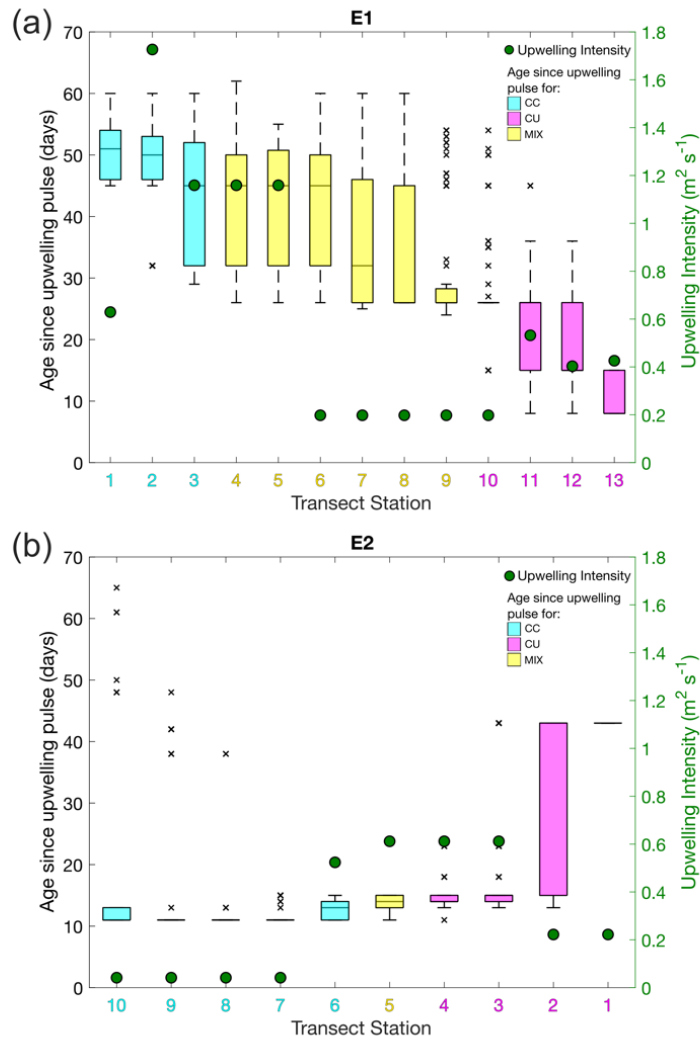 (a)
E1
70
60
50
40
30
20
10
0
Age since upwelling pulse (days)
1.8
1.6
1.4
1.2
1
0.8
0.6
0.4
0.2
0
Upwelling Intensity (m² s⁻¹)
Upwelling Intensity
Age since upwelling
pulse for:
CC
CU
MIX
1 2 3 4 5 6 7 8 9 10 11 12 13
Transect Station
(b)
E2
70
60
50
40
30
20
10
0
Age since upwelling pulse (days)
1.8
1.6
1.4
1.2
1
0.8
0.6
0.4
0.2
0
Upwelling Intensity (m² s⁻¹)
Upwelling Intensity
Age since upwelling
pulse for:
CC
CU
MIX
10 9 8 7 6 5 4 3 2 1
Transect Station